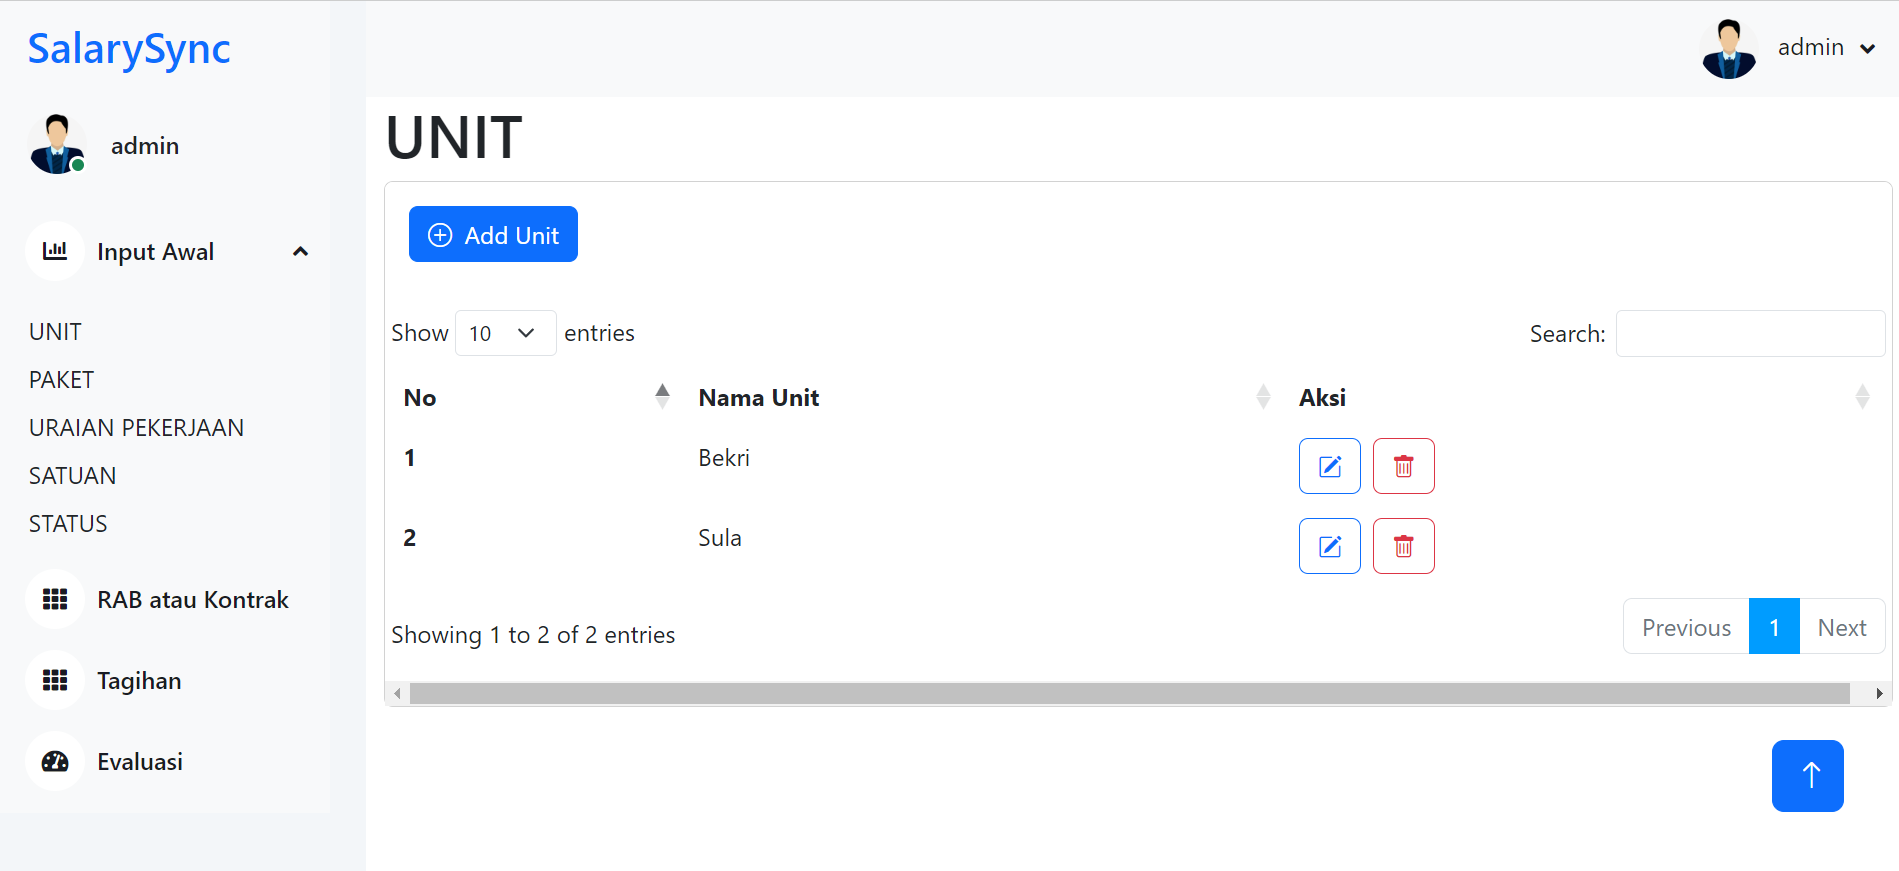 SalarySync
admin
admin
Input Awal
UNIT
PAKET
URAIAN PEKERJAAN
SATUAN
STATUS
RAB atau Kontrak
Tagihan
Evaluasi
UNIT
Add Unit
Show 10 entries
Search:
No Nama Unit Aksi
1 Bekri
2 Sula
Showing 1 to 2 of 2 entries
Previous 1 Next